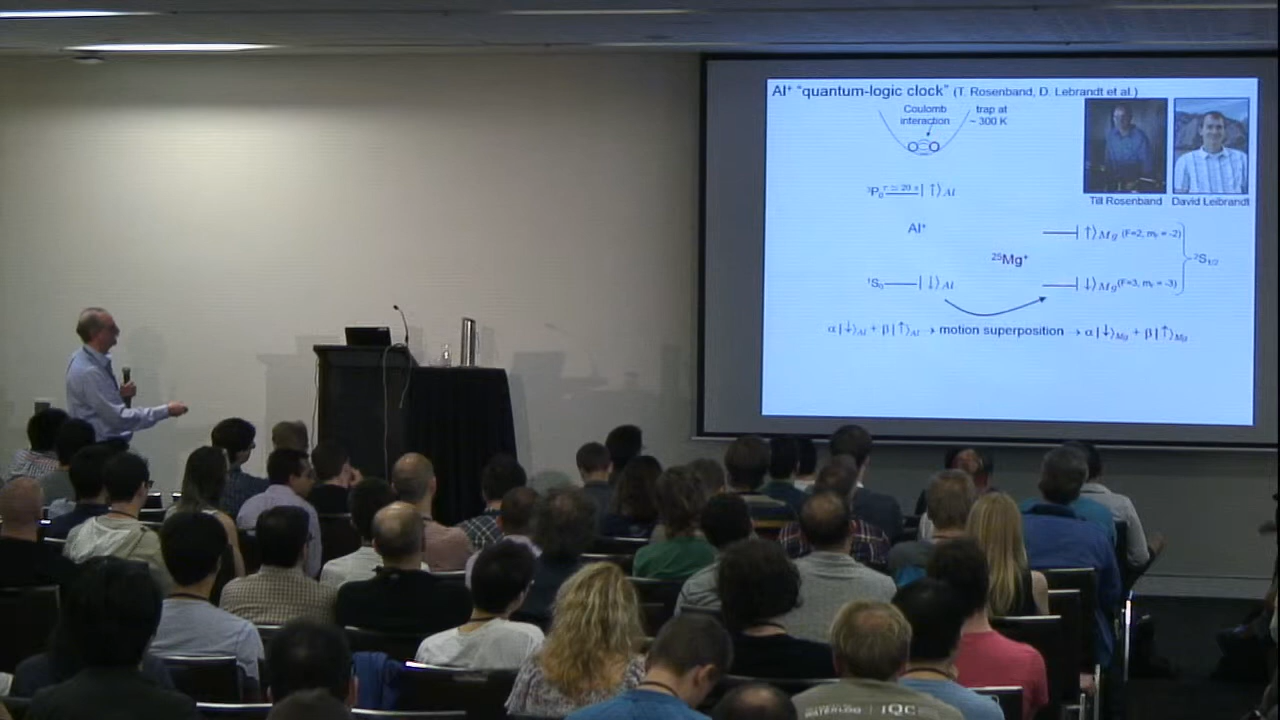 Al⁺ "quantum-logic clock" (T. Rosenband, D. Lebrandt et al.)
Coulomb interaction
trap at ~ 300 K
Till Rosenband
David Leibrandt
³P₀ τ ≃ 20 s |↑⟩Al
Al⁺
|↑⟩Mg (F=2, mF = -2)
²⁵Mg⁺
²S1/2
¹S₀ |↓⟩Al
|↓⟩Mg (F=3, mF = -3)
α|↓⟩Al + β|↑⟩Al → motion superposition → α|↓⟩Mg + β|↑⟩Mg
WATERLOO | IQC